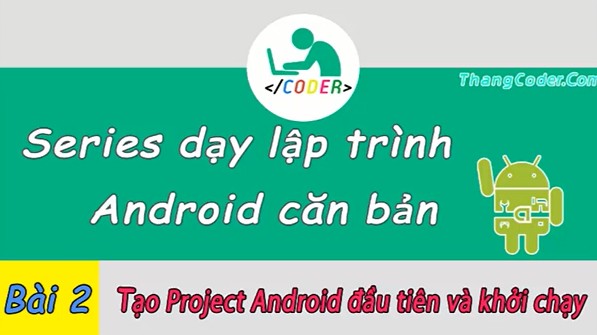 </CODER>
ThangCoder.Com
Series dạy lập trình
Android căn bản
Bài 2
Tạo Project Android đầu tiên và khởi chạy